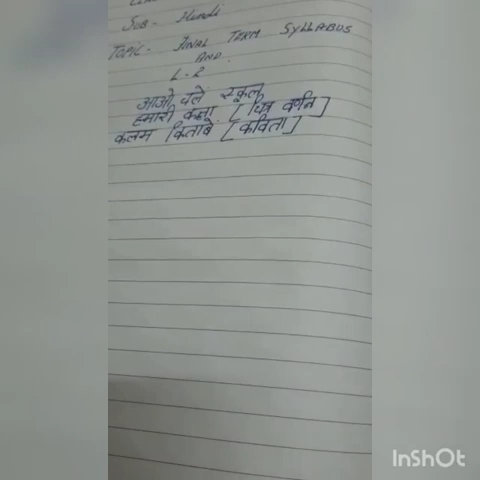 SUB - Hindi
TOPIC - FINAL TERM SYLLABUS
AND.
L - 2
आओ चले स्कूल
हमारी कक्षा [चित्र वर्णन]
कलम किताबें [कविता]
InShOt